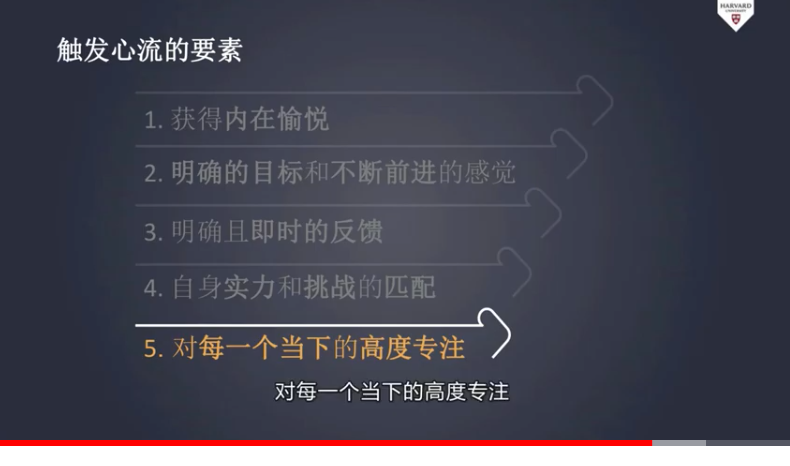 HARVARD
UNIVERSITY
触发心流的要素
1. 获得内在愉悦
2. 明确的目标和不断前进的感觉
3. 明确且即时的反馈
4. 自身实力和挑战的匹配
5. 对每一个当下的高度专注
对每一个当下的高度专注